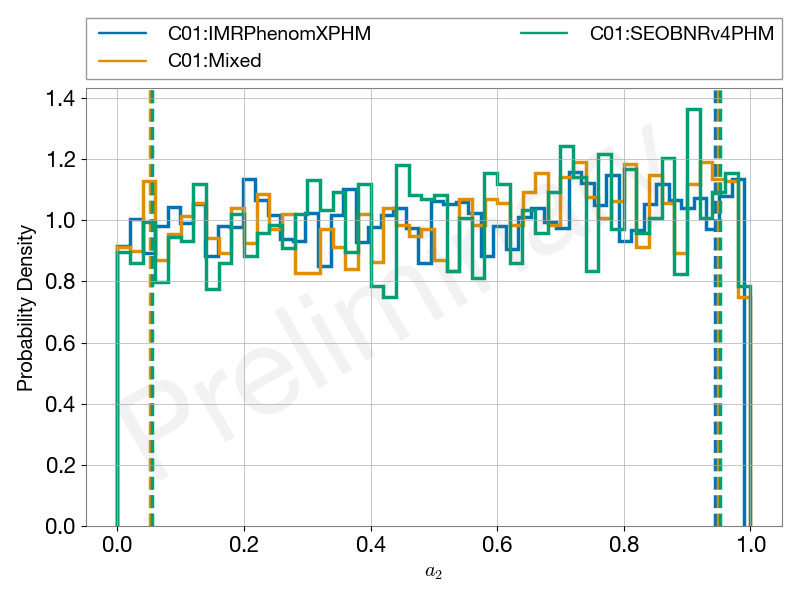 C01:IMRPhenomXPHM
C01:Mixed
C01:SEOBNRv4PHM
1.4
1.2
1.0
0.8
0.6
0.4
0.2
0.0
Probability Density
Preliminary
0.0 0.2 0.4 0.6 0.8 1.0
a₂